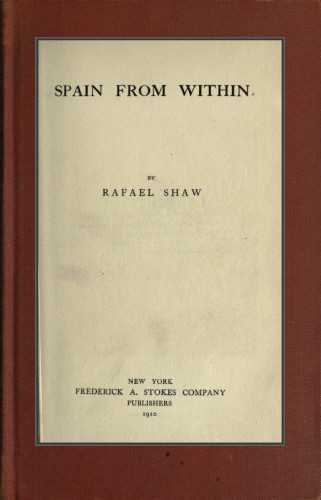 SPAIN FROM WITHIN
BY
RAFAEL SHAW
NEW YORK
FREDERICK A. STOKES COMPANY
PUBLISHERS
1910